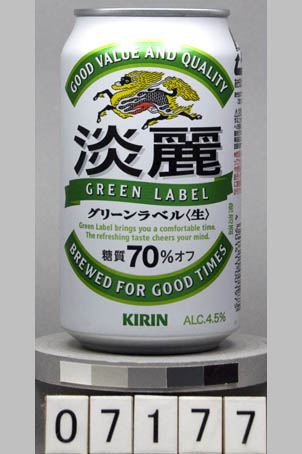 GOOD VALUE AND QUALITY
淡麗
GREEN LABEL
グリーンラベル〈生〉
Green Label brings you a comfortable time.
The refreshing taste cheers your mind.
糖質70%オフ
BREWED FOR GOOD TIMES
KIRIN ALC.4.5%
07177